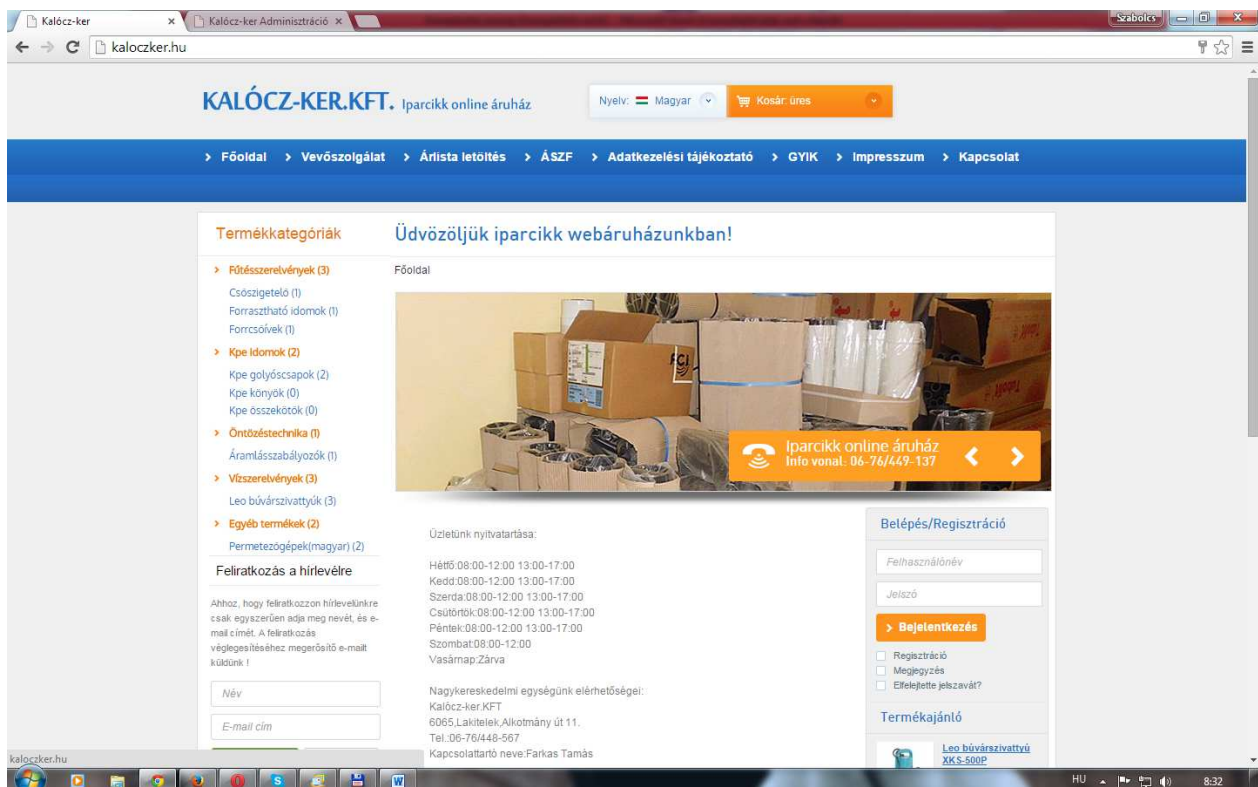 Kalócz-ker
Kalócz-ker Adminisztráció
Szabolcs
kaloczker.hu
KALÓCZ-KER.KFT. Iparcikk online áruház
Nyelv: Magyar
Kosár: üres
Főoldal Vevőszolgálat Árlista letöltés ÁSZF Adatkezelési tájékoztató GYIK Impresszum Kapcsolat
Termékkategóriák
Fűtésszerelvények (3)
Csőszigetelő (1)
Forrasztható idomok (1)
Forrcsőívek (1)
Kpe idomok (2)
Kpe golyóscsapok (2)
Kpe könyök (0)
Kpe összekötők (0)
Öntözéstechnika (1)
Áramlásszabályozók (1)
Vízszerelvények (3)
Leo búvárszivattyúk (3)
Egyéb termékek (2)
Permetezőgépek(magyar) (2)
Feliratkozás a hírlevélre
Ahhoz, hogy feliratkozzon hírlevelünkre
csak egyszerűen adja meg nevét, és e-
mail címét. A feliratkozás
véglegesítéséhez megerősítő e-mailt
küldünk !
Név
E-mail cím
Üdvözöljük iparcikk webáruházunkban!
Főoldal
FCI
Iparcikk online áruház
Info vonal: 06-76/449-137
Üzletünk nyitvatartása:
Hétfő:08:00-12:00 13:00-17:00
Kedd:08:00-12:00 13:00-17:00
Szerda:08:00-12:00 13:00-17:00
Csütörtök:08:00-12:00 13:00-17:00
Péntek:08:00-12:00 13:00-17:00
Szombat:08:00-12:00
Vasárnap:Zárva
Nagykereskedelmi egységünk elérhetőségei:
Kalócz-ker.KFT
6065,Lakitelek,Alkotmány út 11.
Tel.:06-76/448-567
Kapcsolattartó neve:Farkas Tamás
Belépés/Regisztráció
Felhasználónév
Jelszó
Bejelentkezés
Regisztráció
Megjegyzés
Elfelejtette jelszavát?
Termékajánló
Leo búvárszivattyú
XKS-500P
kaloczker.hu
HU
8:32